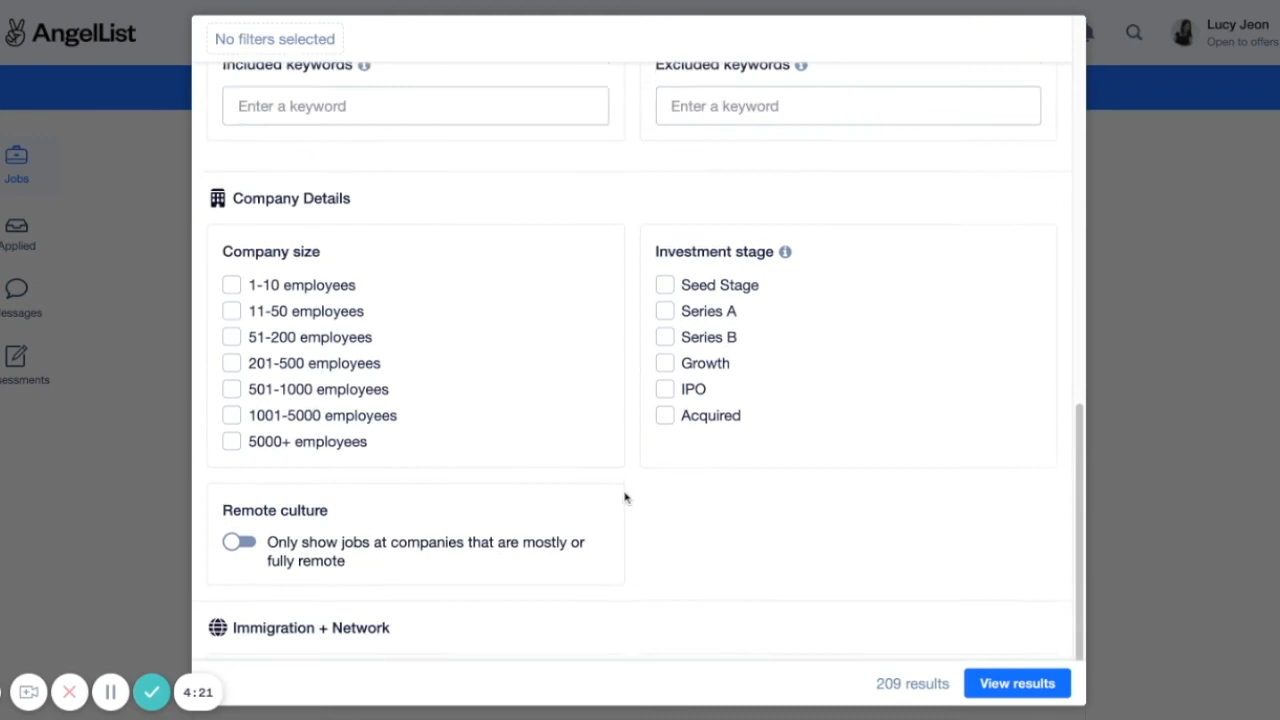 AngelList
No filters selected
Lucy Jeon
Open to offers
Included keywords
Excluded keywords
Enter a keyword
Enter a keyword
Jobs
Company Details
Applied
Company size
Investment stage
1-10 employees
Seed Stage
11-50 employees
Series A
essages
51-200 employees
Series B
201-500 employees
Growth
sessments
501-1000 employees
IPO
1001-5000 employees
Acquired
5000+ employees
Remote culture
Only show jobs at companies that are mostly or
fully remote
Immigration + Network
4:21
209 results
View results